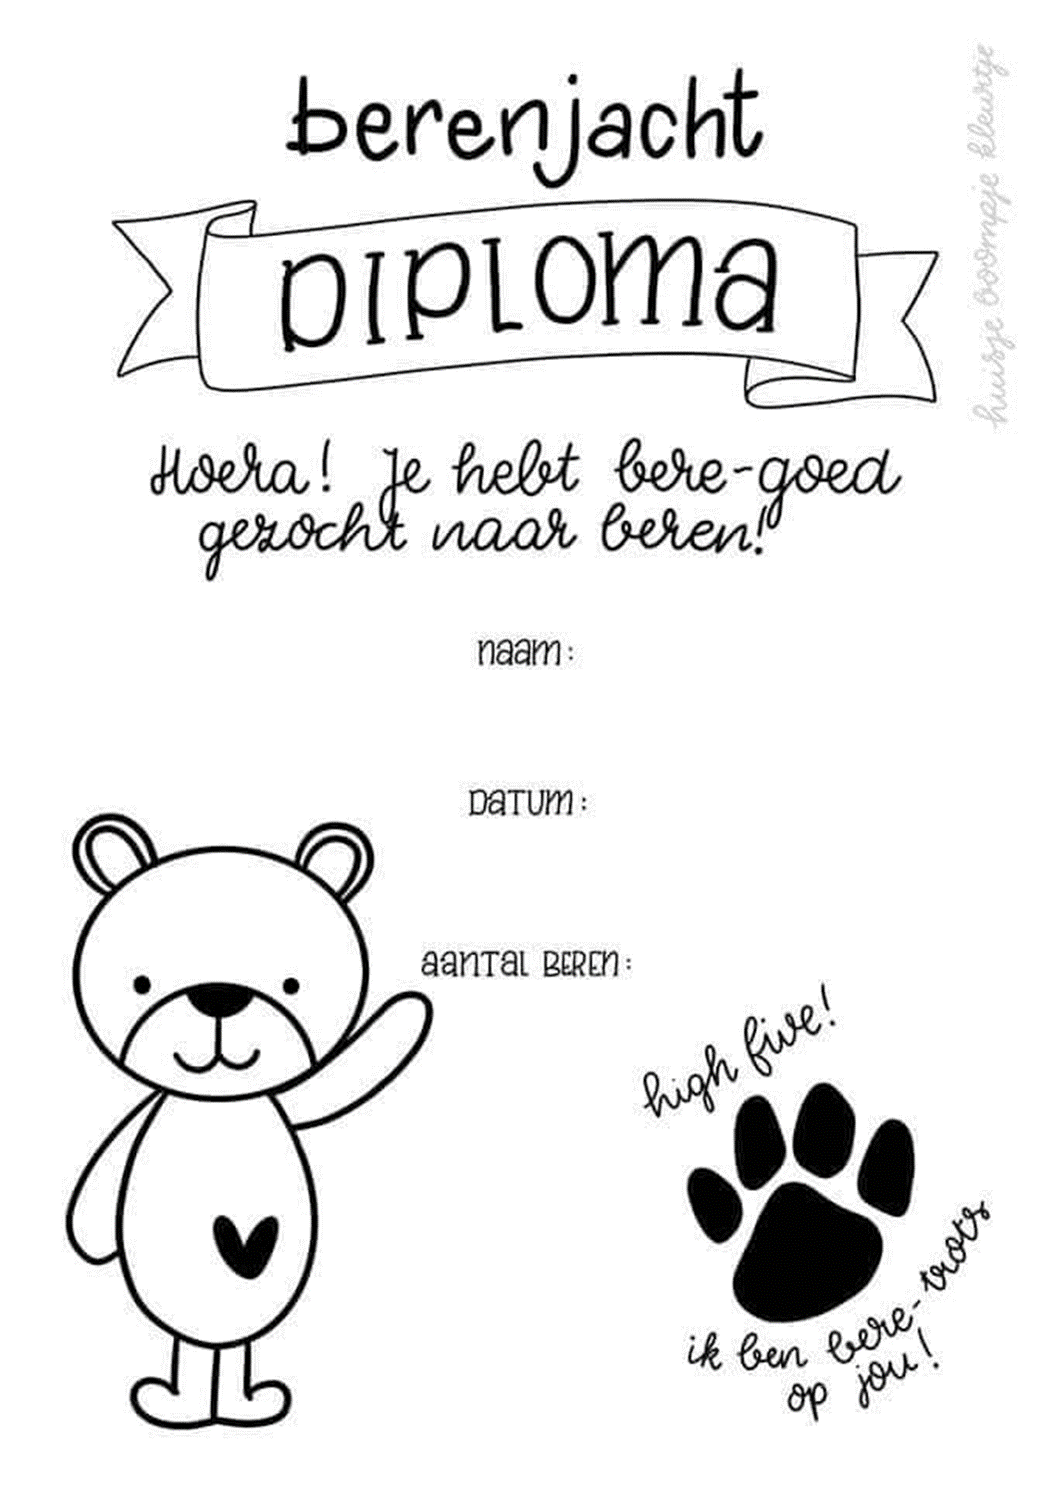 berenjacht
DIPLOMA
Hoera! Je hebt bere-goed
gezocht naar beren!
naam:
DATUM:
aantal BEREN:
high five!
ik ben bere-trots
op jou!
huisje boompje kleurtje